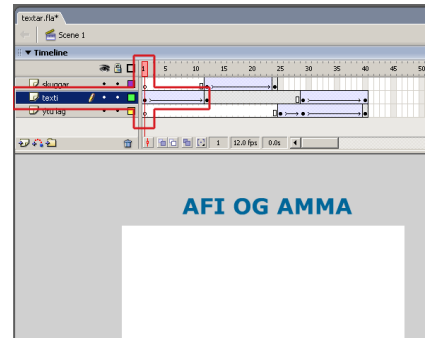 textar.fla*
Scene 1
▼ Timeline
1 5 10 15 20 25 30 35 40 45 50
skuggar
texti
ytu lag
1 12.0 fps 0.0s
AFI OG AMMA